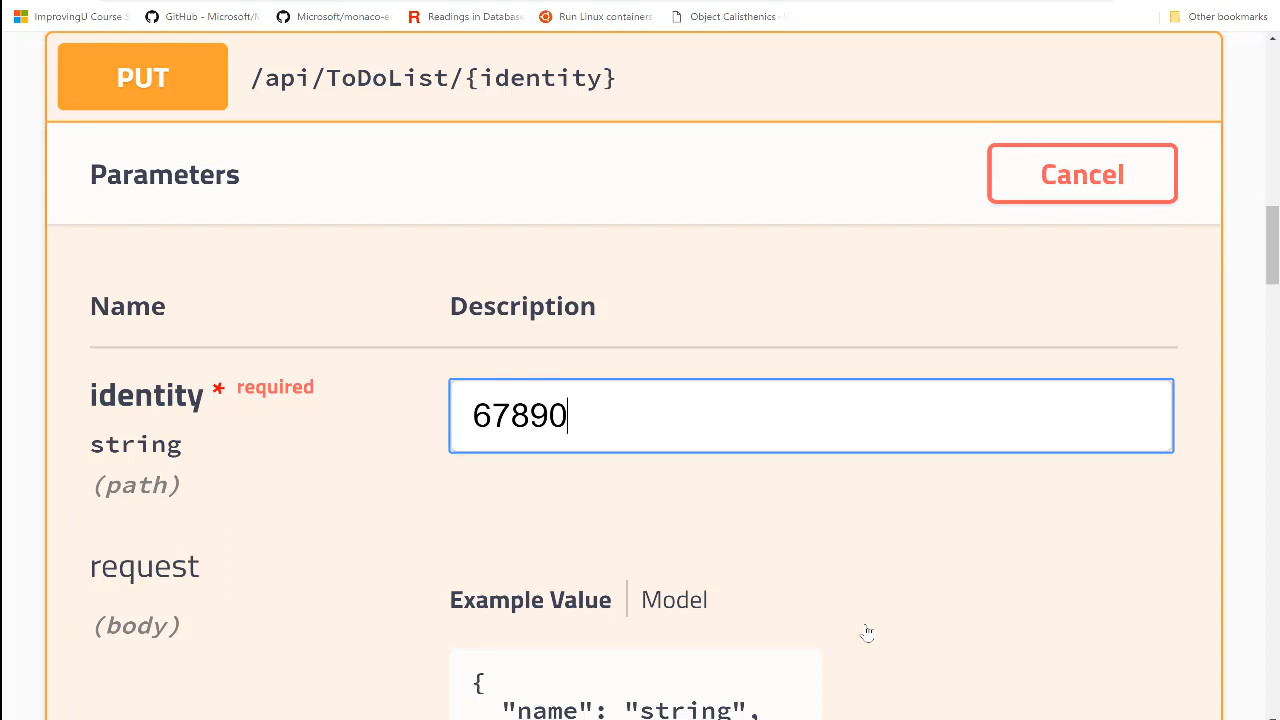 ImprovingU Course S
GitHub - Microsoft/M
Microsoft/monaco-ed
Readings in Database
Run Linux containers
Object Calisthenics
Other bookmarks
PUT /api/ToDoList/{identity}
Parameters Cancel
Name Description
identity * required
67890
string
(path)
request
Example Value Model
(body)
{
"name": "string",